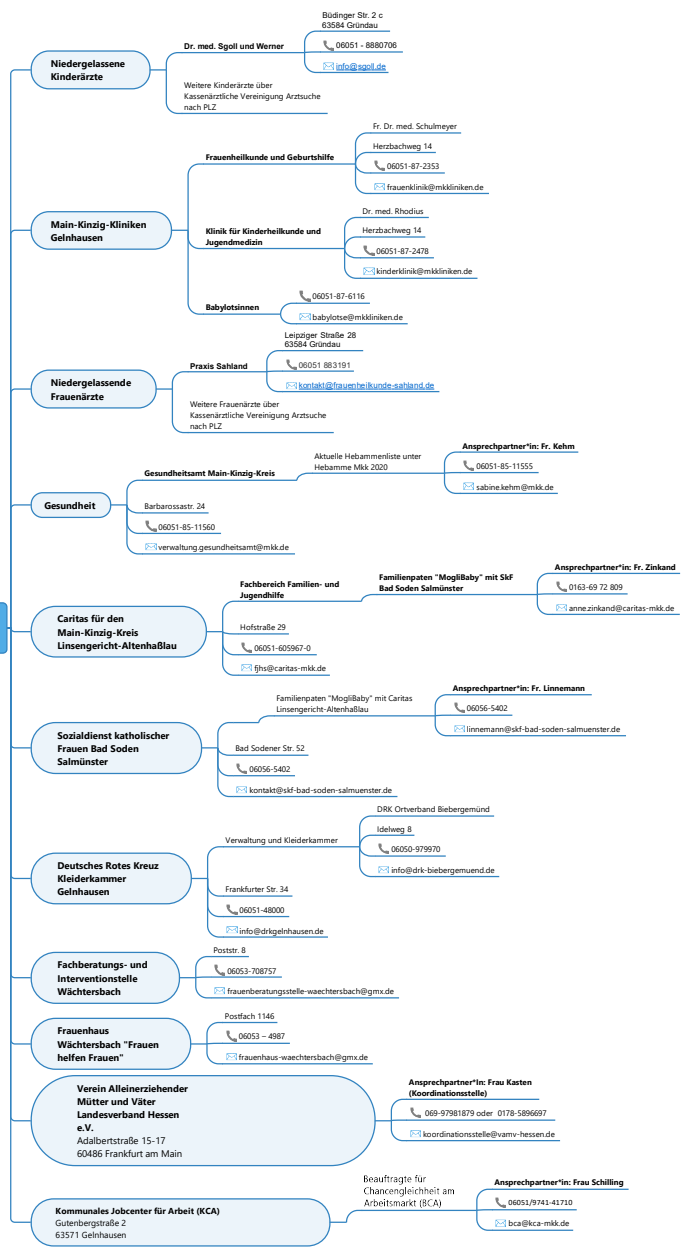 Niedergelassene
Kinderärzte
Dr. med. Sgoll und Werner
Büdinger Str. 2 c
63584 Gründau
06051 - 8880706
info@sgoll.de
Weitere Kinderärzte über
Kassenärztliche Vereinigung Arztsuche
nach PLZ
Main-Kinzig-Kliniken
Gelnhausen
Frauenheilkunde und Geburtshilfe
Fr. Dr. med. Schulmeyer
Herzbachweg 14
06051-87-2353
frauenklinik@mkkliniken.de
Klinik für Kinderheilkunde und
Jugendmedizin
Dr. med. Rhodius
Herzbachweg 14
06051-87-2478
kinderklinik@mkkliniken.de
Babylotsinnen
06051-87-6116
babylotse@mkkliniken.de
Niedergelassende
Frauenärzte
Praxis Sahland
Leipziger Straße 28
63584 Gründau
06051 883191
kontakt@frauenheilkunde-sahland.de
Weitere Frauenärzte über
Kassenärztliche Vereinigung Arztsuche
nach PLZ
Gesundheit
Gesundheitsamt Main-Kinzig-Kreis
Aktuelle Hebammenliste unter
Hebamme Mkk 2020
Ansprechpartner*in: Fr. Kehm
06051-85-11555
sabine.kehm@mkk.de
Barbarossastr. 24
06051-85-11560
verwaltung.gesundheitsamt@mkk.de
Caritas für den
Main-Kinzig-Kreis
Linsengericht-Altenhaßlau
Fachbereich Familien- und
Jugendhilfe
Familienpaten "MogliBaby" mit SkF
Bad Soden Salmünster
Ansprechpartner*in: Fr. Zinkand
0163-69 72 809
anne.zinkand@caritas-mkk.de
Hofstraße 29
06051-605967-0
fjhs@caritas-mkk.de
Sozialdienst katholischer
Frauen Bad Soden
Salmünster
Familienpaten "MogliBaby" mit Caritas
Linsengericht-Altenhaßlau
Ansprechpartner*in: Fr. Linnemann
06056-5402
linnemann@skf-bad-soden-salmuenster.de
Bad Sodener Str. 52
06056-5402
kontakt@skf-bad-soden-salmuenster.de
Deutsches Rotes Kreuz
Kleiderkammer
Gelnhausen
Verwaltung und Kleiderkammer
DRK Ortverband Biebergemünd
Idelweg 8
06050-979970
info@drk-biebergemuend.de
Frankfurter Str. 34
06051-48000
info@drkgelnhausen.de
Fachberatungs- und
Interventionstelle
Wächtersbach
Poststr. 8
06053-708757
frauenberatungsstelle-waechtersbach@gmx.de
Frauenhaus
Wächtersbach "Frauen
helfen Frauen"
Postfach 1146
06053 – 4987
frauenhaus-waechtersbach@gmx.de
Verein Alleinerziehender
Mütter und Väter
Landesverband Hessen
e.V.
Adalbertstraße 15-17
60486 Frankfurt am Main
Ansprechpartner*In: Frau Kasten
(Koordinationsstelle)
069-97981879 oder 0178-5896697
koordinationsstelle@vamv-hessen.de
Kommunales Jobcenter für Arbeit (KCA)
Gutenbergstraße 2
63571 Gelnhausen
Beauftragte für
Chancengleichheit am
Arbeitsmarkt (BCA)
Ansprechpartner*in: Frau Schilling
06051/9741-41710
bca@kca-mkk.de